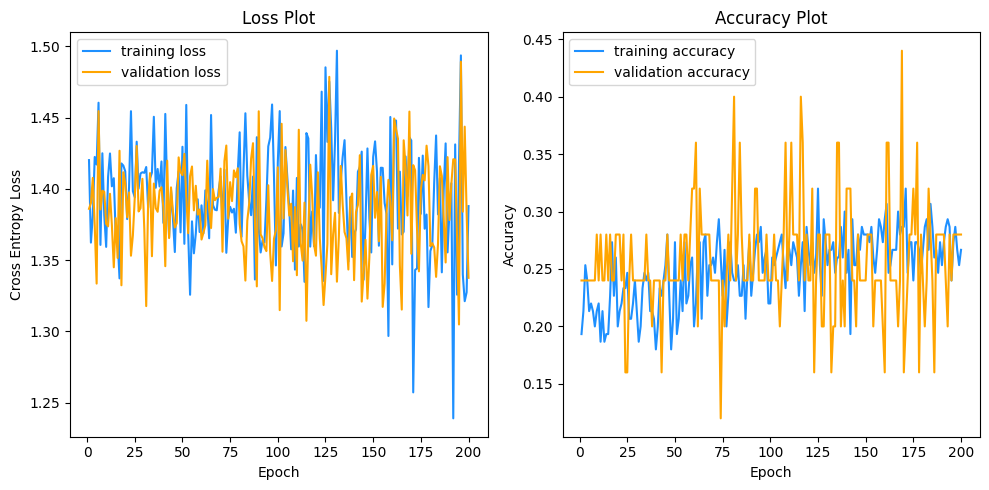 Loss Plot
training loss
validation loss
Cross Entropy Loss
1.50
1.45
1.40
1.35
1.30
1.25
0 25 50 75 100 125 150 175 200
Epoch
Accuracy Plot
training accuracy
validation accuracy
Accuracy
0.45
0.40
0.35
0.30
0.25
0.20
0.15
0 25 50 75 100 125 150 175 200
Epoch